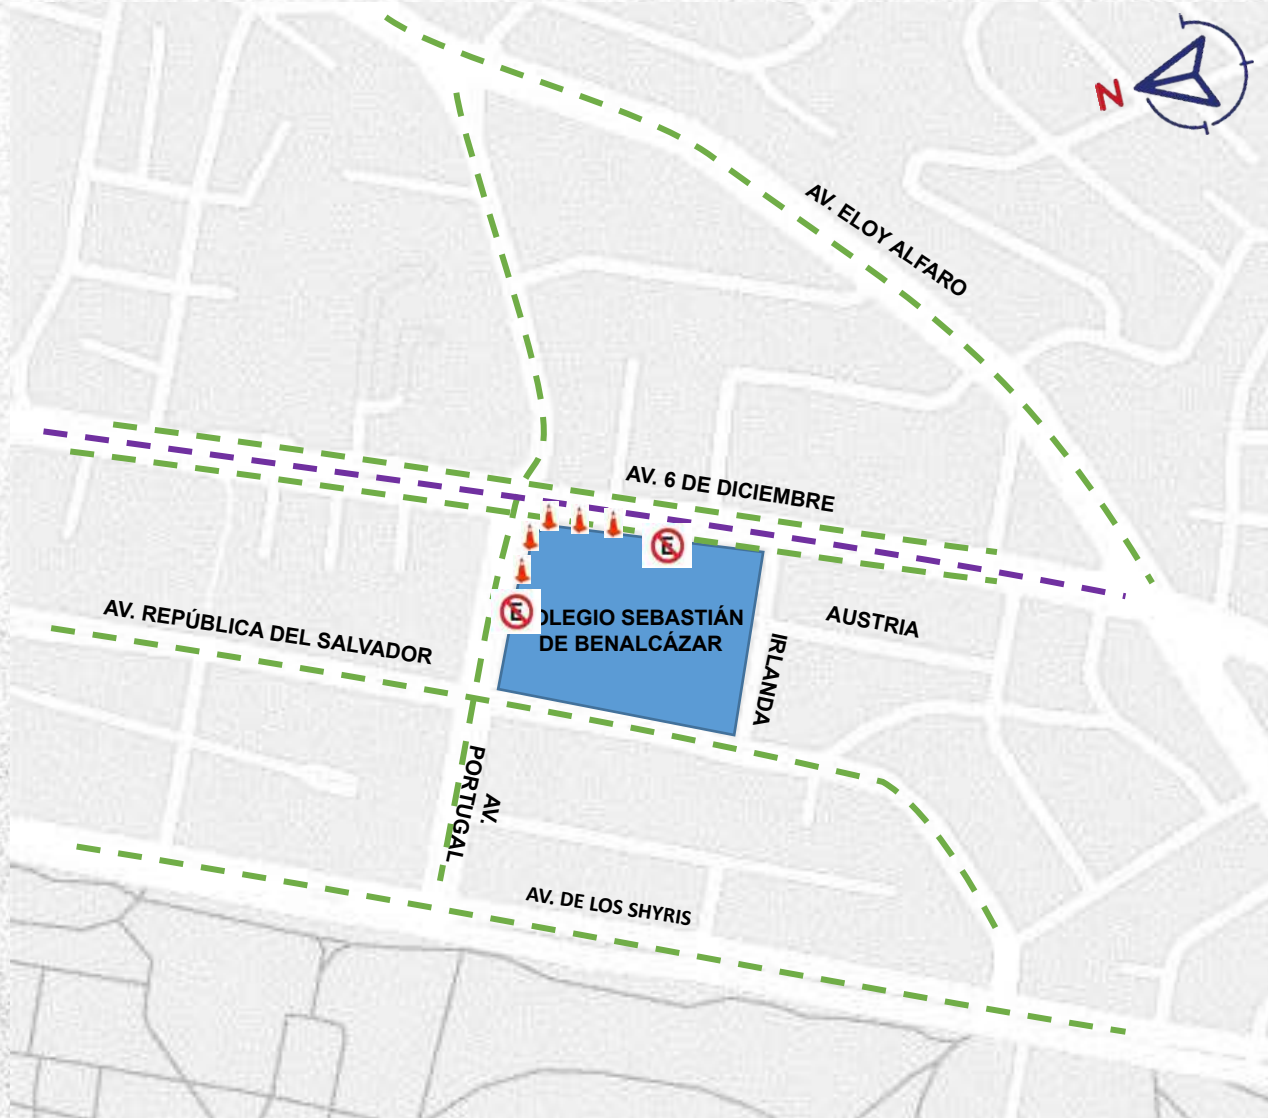 N
AV. ELOY ALFARO
AV. 6 DE DICIEMBRE
E
E
OLEGIO SEBASTIÁN
DE BENALCÁZAR
AUSTRIA
AV. REPÚBLICA DEL SALVADOR
IRLANDA
AV.
PORTUGAL
AV. DE LOS SHYRIS